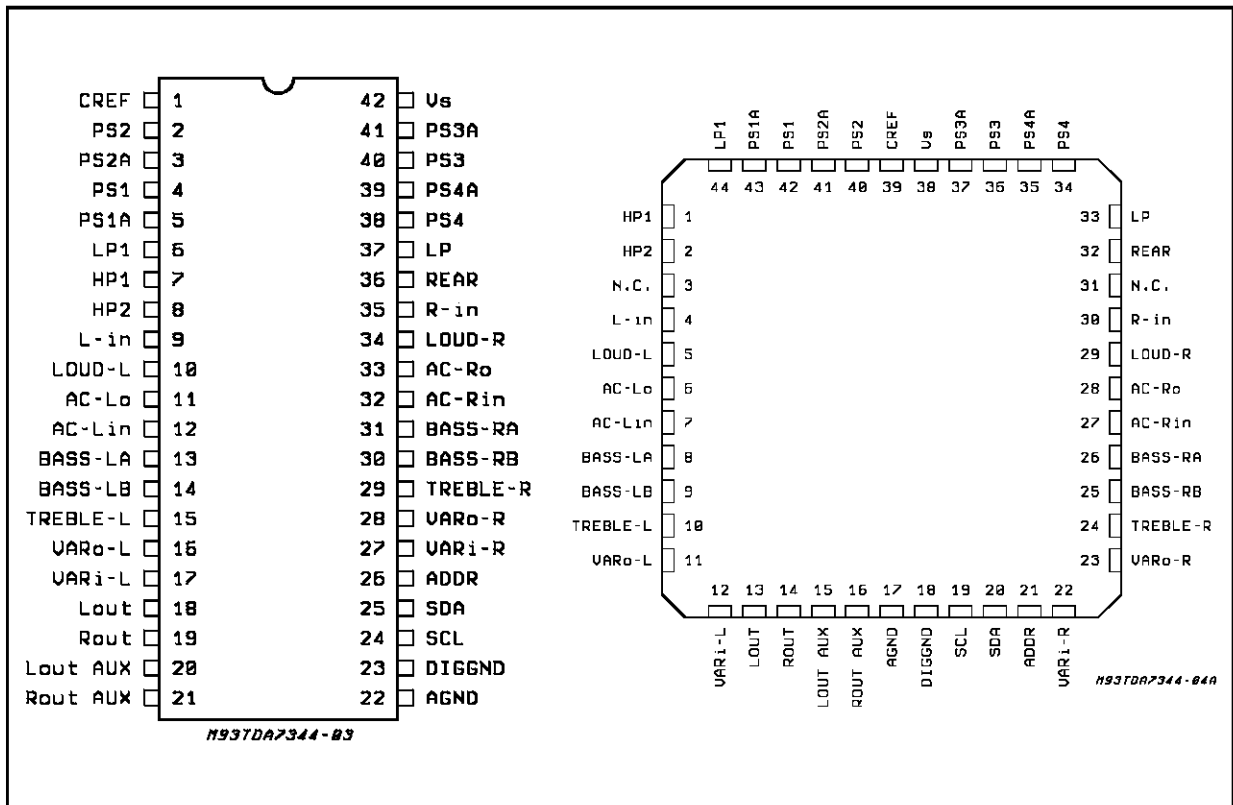 CREF 1 42 Vs
PS2 2 41 PS3A
PS2A 3 40 PS3
PS1 4 39 PS4A
PS1A 5 38 PS4
LP1 6 37 LP
HP1 7 36 REAR
HP2 8 35 R-in
L-in 9 34 LOUD-R
LOUD-L 10 33 AC-Ro
AC-Lo 11 32 AC-Rin
AC-Lin 12 31 BASS-RA
BASS-LA 13 30 BASS-RB
BASS-LB 14 29 TREBLE-R
TREBLE-L 15 28 VARo-R
VARo-L 16 27 VARi-R
VARi-L 17 26 ADDR
Lout 18 25 SDA
Rout 19 24 SCL
Lout AUX 20 23 DIGGND
Rout AUX 21 22 AGND
M93TDA7344-03
LP1 PS1A PS1 PS2A PS2 CREF Vs PS3A PS3 PS4A PS4
44 43 42 41 40 39 38 37 36 35 34
HP1 1 33 LP
HP2 2 32 REAR
N.C. 3 31 N.C.
L-in 4 30 R-in
LOUD-L 5 29 LOUD-R
AC-Lo 6 28 AC-Ro
AC-Lin 7 27 AC-Rin
BASS-LA 8 26 BASS-RA
BASS-LB 9 25 BASS-RB
TREBLE-L 10 24 TREBLE-R
VARo-L 11 23 VARo-R
12 13 14 15 16 17 18 19 20 21 22
VARi-L LOUT ROUT LOUT AUX ROUT AUX AGND DIGGND SCL SDA ADDR VARi-R
M93TDA7344-04A